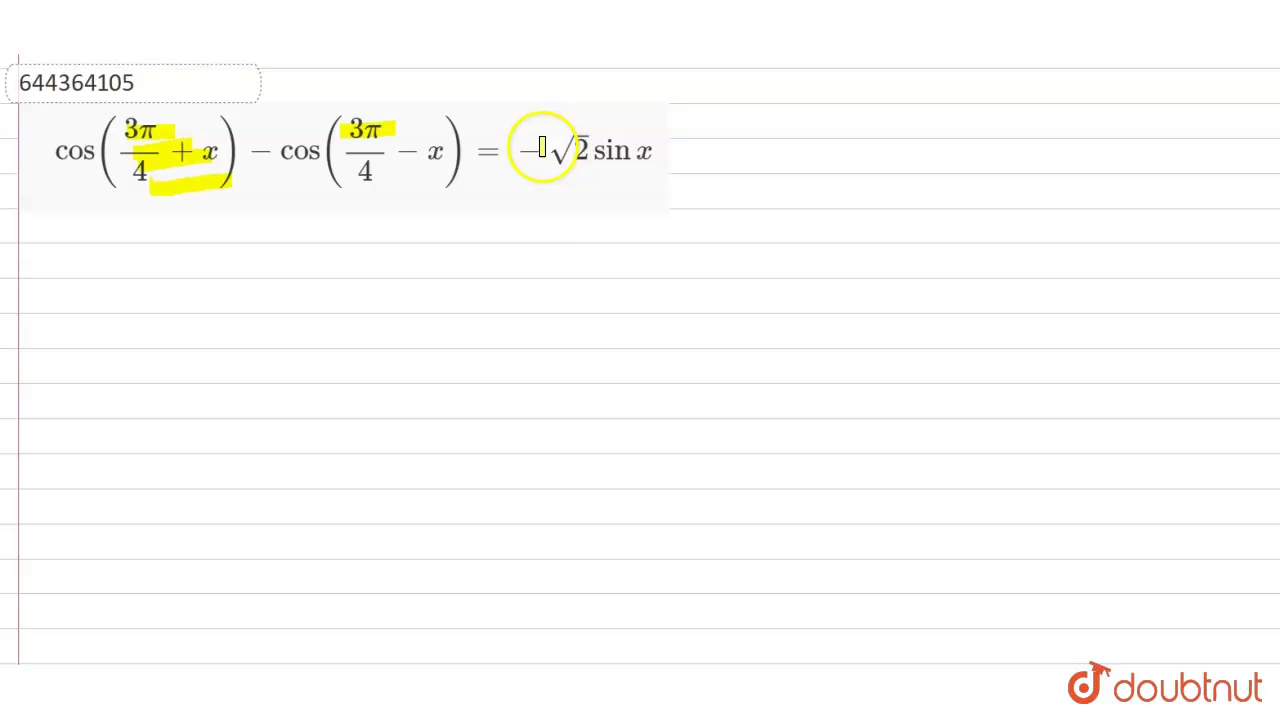 644364105
cos(3π/4 + x) − cos(3π/4 − x) = −√2 sin x
doubtnut